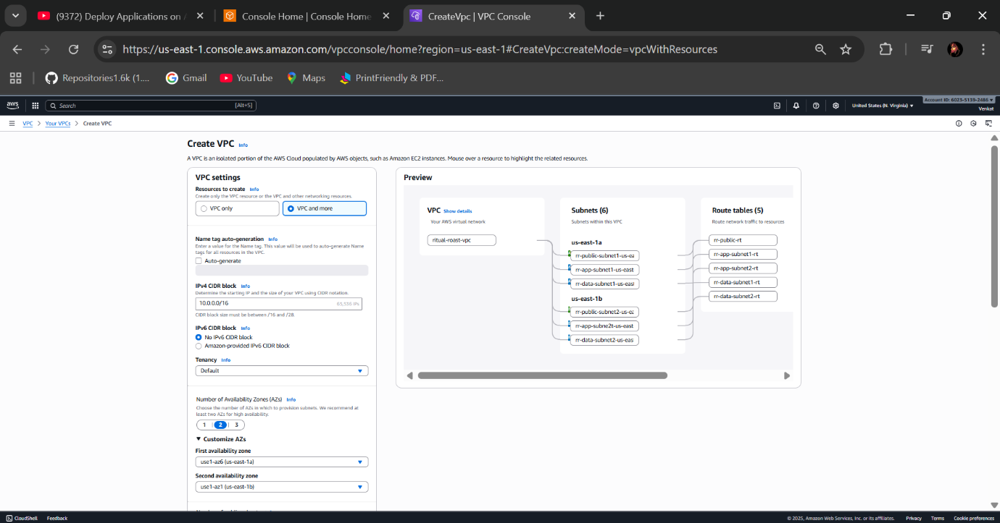 (9372) Deploy Applications on A
Console Home | Console Home
CreateVpc | VPC Console
https://us-east-1.console.aws.amazon.com/vpcconsole/home?region=us-east-1#CreateVpc:createMode=vpcWithResources
Repositories1.6k (1....
Gmail
YouTube
Maps
PrintFriendly & PDF...
aws
Search
[Alt+S]
United States (N. Virginia)
Account ID: 6023-5139-2486
Venkat
VPC > Your VPCs > Create VPC
Create VPC Info
A VPC is an isolated portion of the AWS Cloud populated by AWS objects, such as Amazon EC2 instances. Mouse over a resource to highlight the related resources.
VPC settings
Resources to create Info
Create only the VPC resource or the VPC and other networking resources.
VPC only
VPC and more
Name tag auto-generation Info
Enter a value for the Name tag. This value will be used to auto-generate Name
tags for all resources in the VPC.
Auto-generate
IPv4 CIDR block Info
Determine the starting IP and the size of your VPC using CIDR notation.
10.0.0.0/16
65,536 IPs
CIDR block size must be between /16 and /28.
IPv6 CIDR block Info
No IPv6 CIDR block
Amazon-provided IPv6 CIDR block
Tenancy Info
Default
Number of Availability Zones (AZs) Info
Choose the number of AZs in which to provision subnets. We recommend at
least two AZs for high availability.
1 2 3
Customize AZs
First availability zone
use1-az6 (us-east-1a)
Second availability zone
use1-az1 (us-east-1b)
Preview
VPC Show details
Your AWS virtual network
ritual-roast-vpc
Subnets (6)
Subnets within this VPC
us-east-1a
rr-public-subnet1-us-ea
rr-app-subnet1-us-east
rr-data-subnet1-us-east
us-east-1b
rr-public-subnet2-us-ea
rr-app-subne2t-us-east
rr-data-subnet2-us-eas
Route tables (5)
Route network traffic to resources
rr-public-rt
rr-app-subnet1-rt
rr-app-subnet2-rt
rr-data-subnet1-rt
rr-data-subnet2-rt
CloudShell
Feedback
© 2025, Amazon Web Services, Inc. or its affiliates.
Privacy
Terms
Cookie preferences